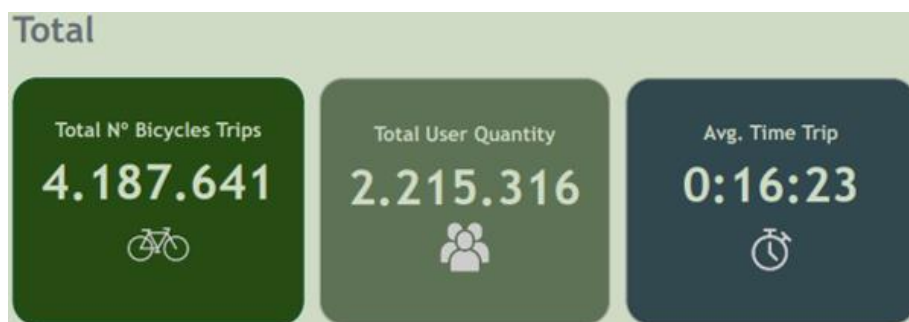 Total
Total Nº Bicycles Trips
4.187.641
Total User Quantity
2.215.316
Avg. Time Trip
0:16:23